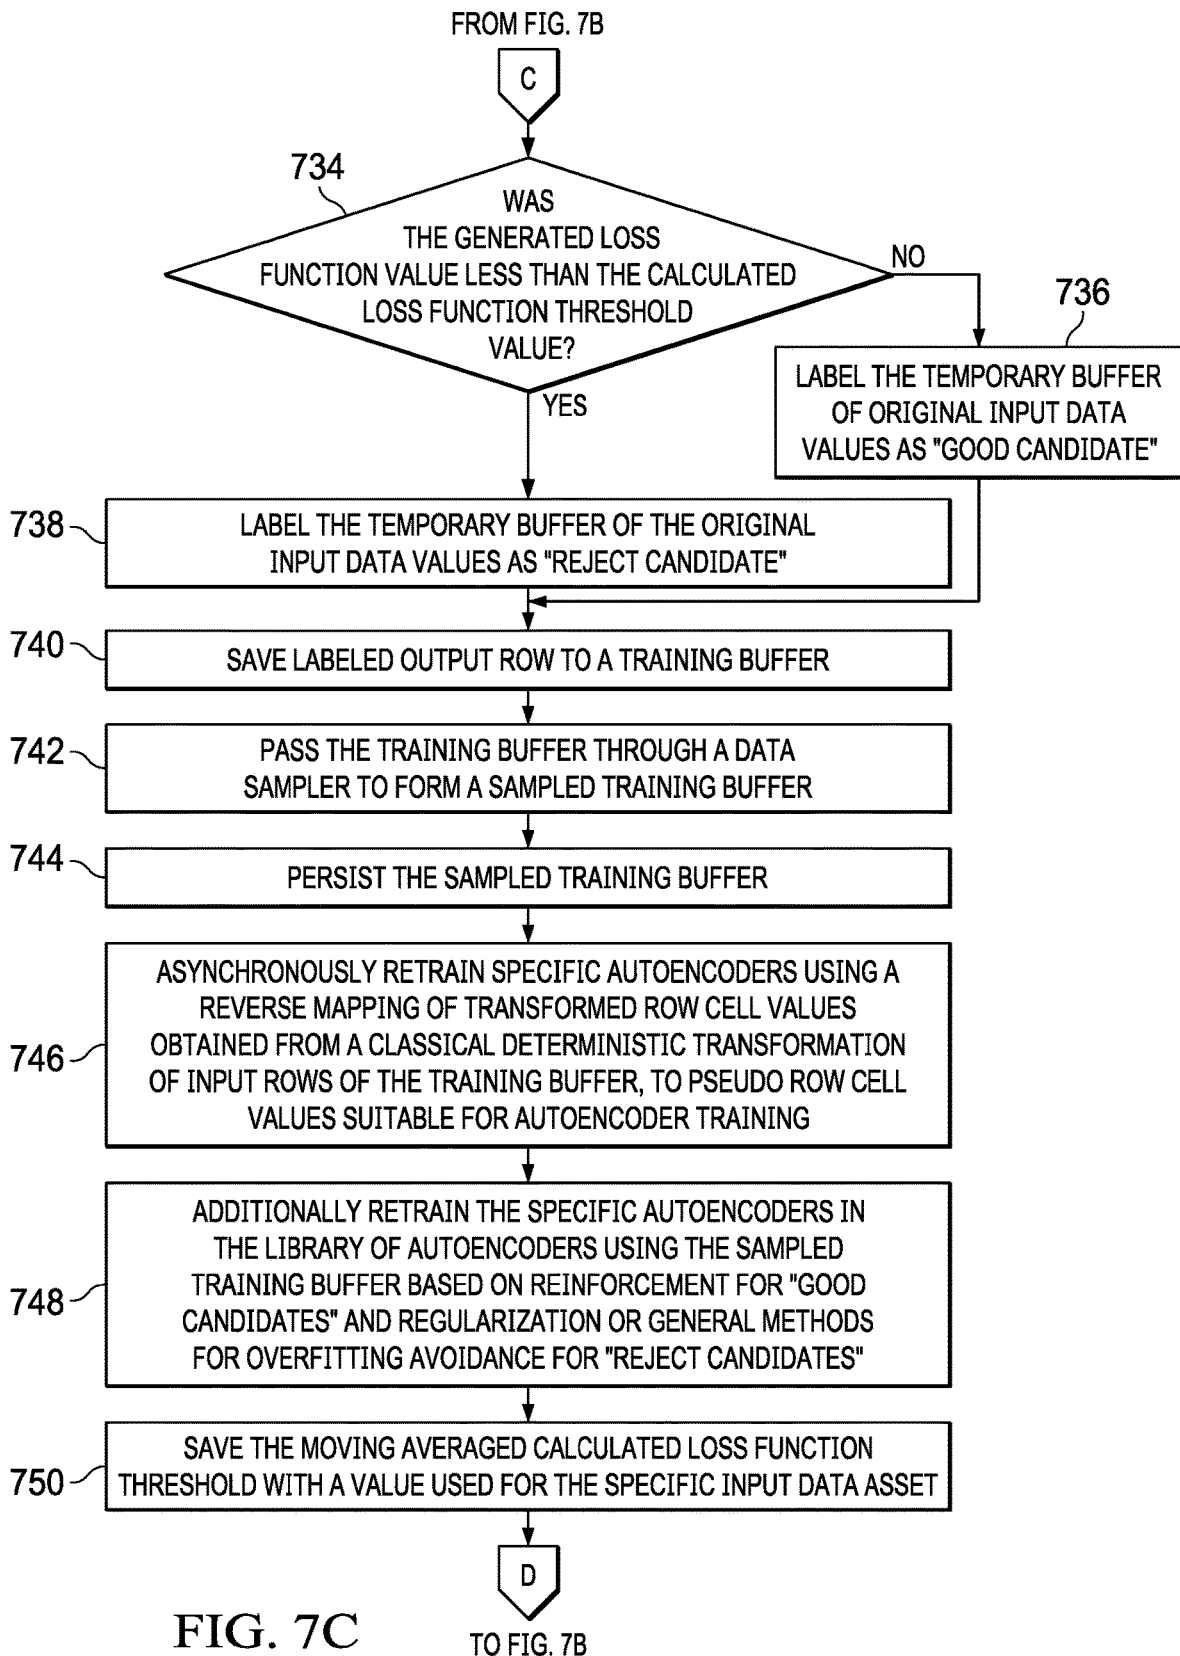 FROM FIG. 7B
C
734
WAS
THE GENERATED LOSS
FUNCTION VALUE LESS THAN THE CALCULATED
LOSS FUNCTION THRESHOLD
VALUE?
NO
YES
736
LABEL THE TEMPORARY BUFFER
OF ORIGINAL INPUT DATA
VALUES AS "GOOD CANDIDATE"
738
LABEL THE TEMPORARY BUFFER OF THE ORIGINAL
INPUT DATA VALUES AS "REJECT CANDIDATE"
740
SAVE LABELED OUTPUT ROW TO A TRAINING BUFFER
742
PASS THE TRAINING BUFFER THROUGH A DATA
SAMPLER TO FORM A SAMPLED TRAINING BUFFER
744
PERSIST THE SAMPLED TRAINING BUFFER
746
ASYNCHRONOUSLY RETRAIN SPECIFIC AUTOENCODERS USING A
REVERSE MAPPING OF TRANSFORMED ROW CELL VALUES
OBTAINED FROM A CLASSICAL DETERMINISTIC TRANSFORMATION
OF INPUT ROWS OF THE TRAINING BUFFER, TO PSEUDO ROW CELL
VALUES SUITABLE FOR AUTOENCODER TRAINING
748
ADDITIONALLY RETRAIN THE SPECIFIC AUTOENCODERS IN
THE LIBRARY OF AUTOENCODERS USING THE SAMPLED
TRAINING BUFFER BASED ON REINFORCEMENT FOR "GOOD
CANDIDATES" AND REGULARIZATION OR GENERAL METHODS
FOR OVERFITTING AVOIDANCE FOR "REJECT CANDIDATES"
750
SAVE THE MOVING AVERAGED CALCULATED LOSS FUNCTION
THRESHOLD WITH A VALUE USED FOR THE SPECIFIC INPUT DATA ASSET
D
FIG. 7C
TO FIG. 7B